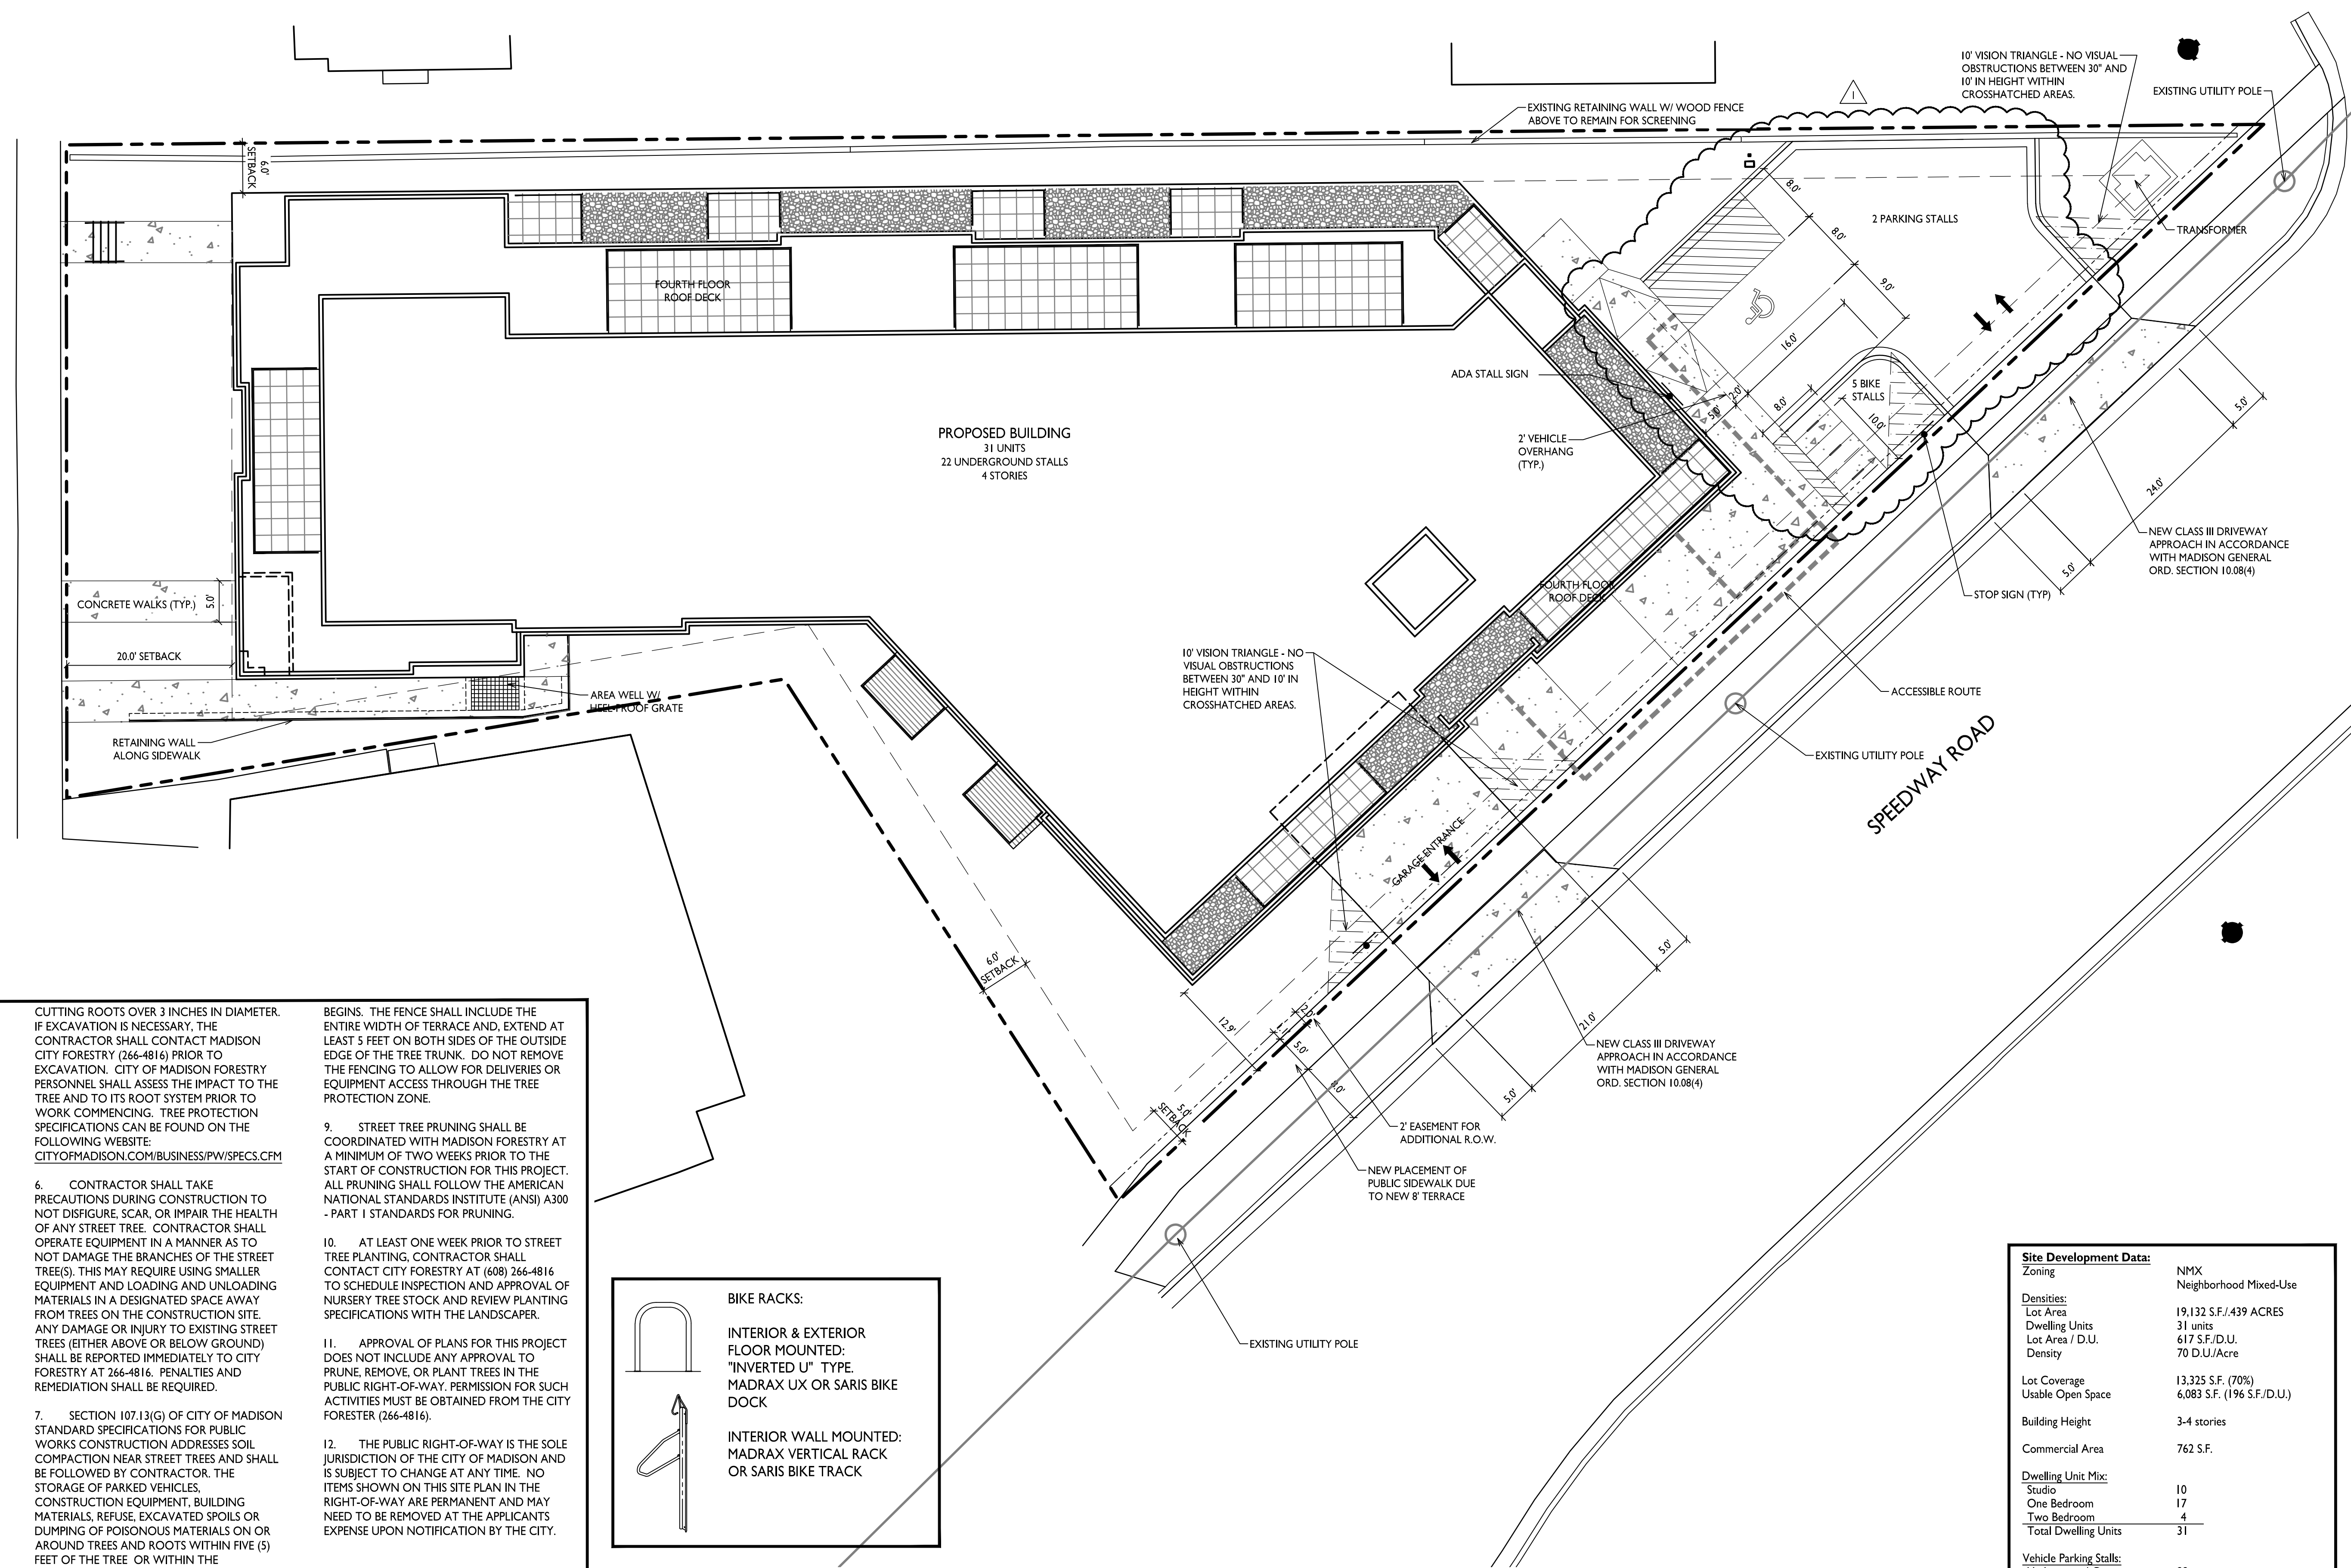 10' VISION TRIANGLE - NO VISUAL
OBSTRUCTIONS BETWEEN 30" AND
10' IN HEIGHT WITHIN
CROSSHATCHED AREAS.
EXISTING UTILITY POLE
1
EXISTING RETAINING WALL W/ WOOD FENCE
ABOVE TO REMAIN FOR SCREENING
6.0'
SETBACK
8.0'
2 PARKING STALLS
TRANSFORMER
8.0'
9.0'
FOURTH FLOOR
ROOF DECK
16.0'
ADA STALL SIGN
5 BIKE
STALLS
2.0'
5.0'
8.0'
10.0'
5.0'
PROPOSED BUILDING
31 UNITS
22 UNDERGROUND STALLS
4 STORIES
2' VEHICLE
OVERHANG
(TYP.)
24.0'
NEW CLASS III DRIVEWAY
APPROACH IN ACCORDANCE
WITH MADISON GENERAL
ORD. SECTION 10.08(4)
5.0'
STOP SIGN (TYP)
FOURTH FLOOR
ROOF DECK
CONCRETE WALKS (TYP.)
5.0'
20.0' SETBACK
10' VISION TRIANGLE - NO
VISUAL OBSTRUCTIONS
BETWEEN 30" AND 10' IN
HEIGHT WITHIN
CROSSHATCHED AREAS.
ACCESSIBLE ROUTE
AREA WELL W/
HEEL-PROOF GRATE
RETAINING WALL
ALONG SIDEWALK
EXISTING UTILITY POLE
SPEEDWAY ROAD
GARAGE ENTRANCE
6.0'
SETBACK
5.0'
21.0'
5.0'
12.9'
2.0'
5.0'
8.0'
5.0'
SETBACK
NEW CLASS III DRIVEWAY
APPROACH IN ACCORDANCE
WITH MADISON GENERAL
ORD. SECTION 10.08(4)
2' EASEMENT FOR
ADDITIONAL R.O.W.
NEW PLACEMENT OF
PUBLIC SIDEWALK DUE
TO NEW 8' TERRACE
EXISTING UTILITY POLE
CUTTING ROOTS OVER 3 INCHES IN DIAMETER.
IF EXCAVATION IS NECESSARY, THE
CONTRACTOR SHALL CONTACT MADISON
CITY FORESTRY (266-4816) PRIOR TO
EXCAVATION. CITY OF MADISON FORESTRY
PERSONNEL SHALL ASSESS THE IMPACT TO THE
TREE AND TO ITS ROOT SYSTEM PRIOR TO
WORK COMMENCING. TREE PROTECTION
SPECIFICATIONS CAN BE FOUND ON THE
FOLLOWING WEBSITE:
CITYOFMADISON.COM/BUSINESS/PW/SPECS.CFM
6. CONTRACTOR SHALL TAKE
PRECAUTIONS DURING CONSTRUCTION TO
NOT DISFIGURE, SCAR, OR IMPAIR THE HEALTH
OF ANY STREET TREE. CONTRACTOR SHALL
OPERATE EQUIPMENT IN A MANNER AS TO
NOT DAMAGE THE BRANCHES OF THE STREET
TREE(S). THIS MAY REQUIRE USING SMALLER
EQUIPMENT AND LOADING AND UNLOADING
MATERIALS IN A DESIGNATED SPACE AWAY
FROM TREES ON THE CONSTRUCTION SITE.
ANY DAMAGE OR INJURY TO EXISTING STREET
TREES (EITHER ABOVE OR BELOW GROUND)
SHALL BE REPORTED IMMEDIATELY TO CITY
FORESTRY AT 266-4816. PENALTIES AND
REMEDIATION SHALL BE REQUIRED.
7. SECTION 107.13(G) OF CITY OF MADISON
STANDARD SPECIFICATIONS FOR PUBLIC
WORKS CONSTRUCTION ADDRESSES SOIL
COMPACTION NEAR STREET TREES AND SHALL
BE FOLLOWED BY CONTRACTOR. THE
STORAGE OF PARKED VEHICLES,
CONSTRUCTION EQUIPMENT, BUILDING
MATERIALS, REFUSE, EXCAVATED SPOILS OR
DUMPING OF POISONOUS MATERIALS ON OR
AROUND TREES AND ROOTS WITHIN FIVE (5)
FEET OF THE TREE OR WITHIN THE
BEGINS. THE FENCE SHALL INCLUDE THE
ENTIRE WIDTH OF TERRACE AND, EXTEND AT
LEAST 5 FEET ON BOTH SIDES OF THE OUTSIDE
EDGE OF THE TREE TRUNK. DO NOT REMOVE
THE FENCING TO ALLOW FOR DELIVERIES OR
EQUIPMENT ACCESS THROUGH THE TREE
PROTECTION ZONE.
9. STREET TREE PRUNING SHALL BE
COORDINATED WITH MADISON FORESTRY AT
A MINIMUM OF TWO WEEKS PRIOR TO THE
START OF CONSTRUCTION FOR THIS PROJECT.
ALL PRUNING SHALL FOLLOW THE AMERICAN
NATIONAL STANDARDS INSTITUTE (ANSI) A300
- PART 1 STANDARDS FOR PRUNING.
10. AT LEAST ONE WEEK PRIOR TO STREET
TREE PLANTING, CONTRACTOR SHALL
CONTACT CITY FORESTRY AT (608) 266-4816
TO SCHEDULE INSPECTION AND APPROVAL OF
NURSERY TREE STOCK AND REVIEW PLANTING
SPECIFICATIONS WITH THE LANDSCAPER.
11. APPROVAL OF PLANS FOR THIS PROJECT
DOES NOT INCLUDE ANY APPROVAL TO
PRUNE, REMOVE, OR PLANT TREES IN THE
PUBLIC RIGHT-OF-WAY. PERMISSION FOR SUCH
ACTIVITIES MUST BE OBTAINED FROM THE CITY
FORESTER (266-4816).
12. THE PUBLIC RIGHT-OF-WAY IS THE SOLE
JURISDICTION OF THE CITY OF MADISON AND
IS SUBJECT TO CHANGE AT ANY TIME. NO
ITEMS SHOWN ON THIS SITE PLAN IN THE
RIGHT-OF-WAY ARE PERMANENT AND MAY
NEED TO BE REMOVED AT THE APPLICANTS
EXPENSE UPON NOTIFICATION BY THE CITY.
BIKE RACKS:
INTERIOR & EXTERIOR
FLOOR MOUNTED:
"INVERTED U" TYPE.
MADRAX UX OR SARIS BIKE
DOCK
INTERIOR WALL MOUNTED:
MADRAX VERTICAL RACK
OR SARIS BIKE TRACK
Site Development Data:
Zoning NMX
Neighborhood Mixed-Use
Densities:
Lot Area 19,132 S.F./.439 ACRES
Dwelling Units 31 units
Lot Area / D.U. 617 S.F./D.U.
Density 70 D.U./Acre
Lot Coverage 13,325 S.F. (70%)
Usable Open Space 6,083 S.F. (196 S.F./D.U.)
Building Height 3-4 stories
Commercial Area 762 S.F.
Dwelling Unit Mix:
Studio 10
One Bedroom 17
Two Bedroom 4
Total Dwelling Units 31
Vehicle Parking Stalls: